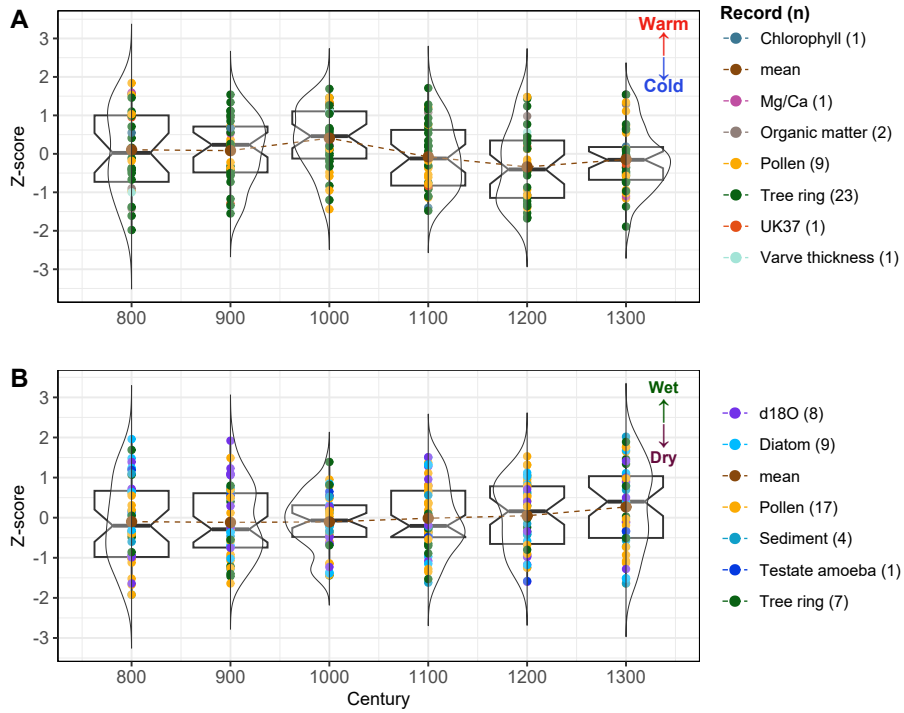 A
Warm
Cold
Z-score
3
2
1
0
-1
-2
-3
800 900 1000 1100 1200 1300
Record (n)
Chlorophyll (1)
mean
Mg/Ca (1)
Organic matter (2)
Pollen (9)
Tree ring (23)
UK37 (1)
Varve thickness (1)
B
Wet
Dry
Z-score
3
2
1
0
-1
-2
-3
800 900 1000 1100 1200 1300
Century
d18O (8)
Diatom (9)
mean
Pollen (17)
Sediment (4)
Testate amoeba (1)
Tree ring (7)